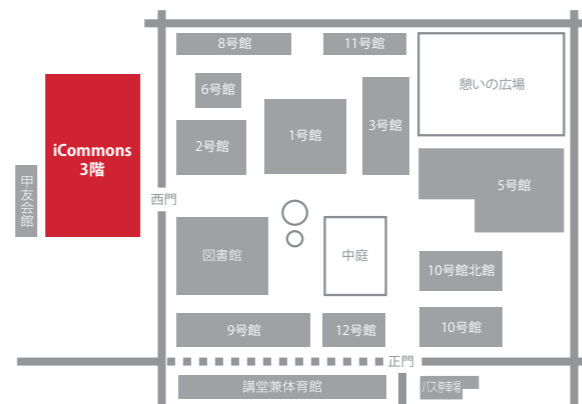 8号館
11号館
憩いの広場
6号館
1号館
3号館
2号館
iCommons
3階
甲友会館
5号館
西門
図書館
中庭
10号館北館
9号館
12号館
10号館
正門
講堂兼体育館
バス停車場